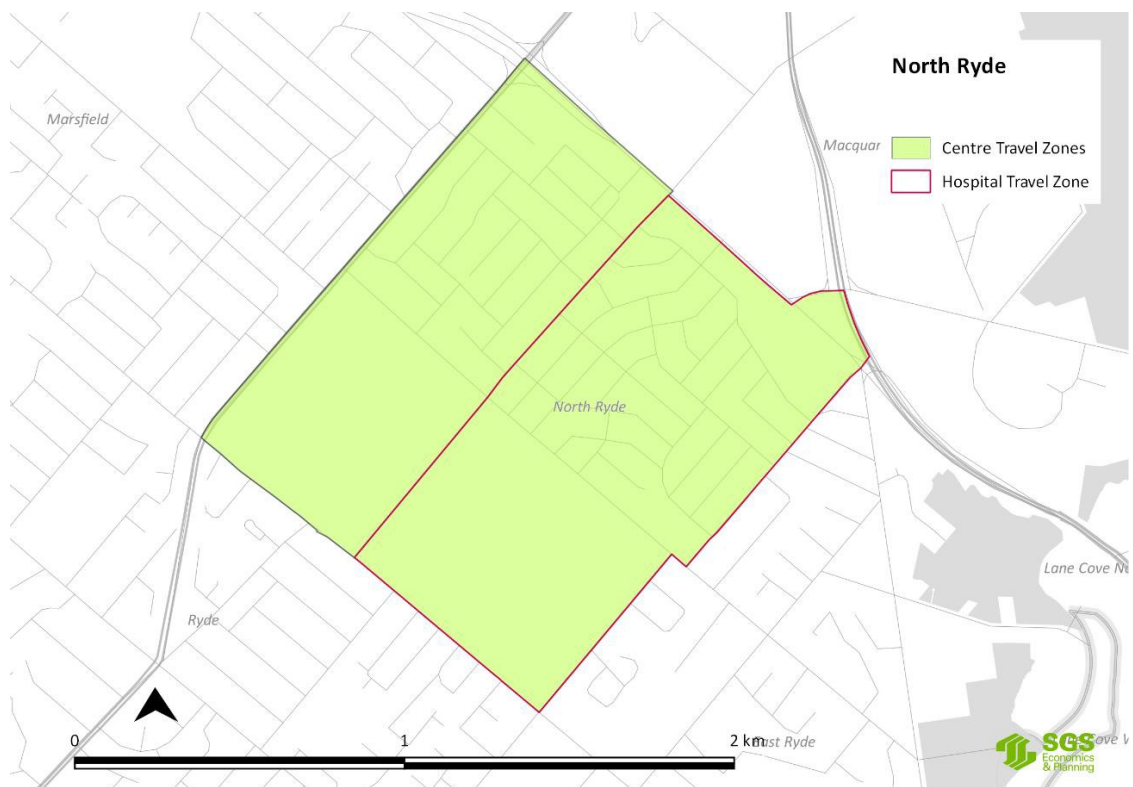 North Ryde
Marsfield
Macquar
Centre Travel Zones
Hospital Travel Zone
North Ryde
Lane Cove N
Ryde
0 1 2 km
East Ryde
SGS
Economics
& Planning